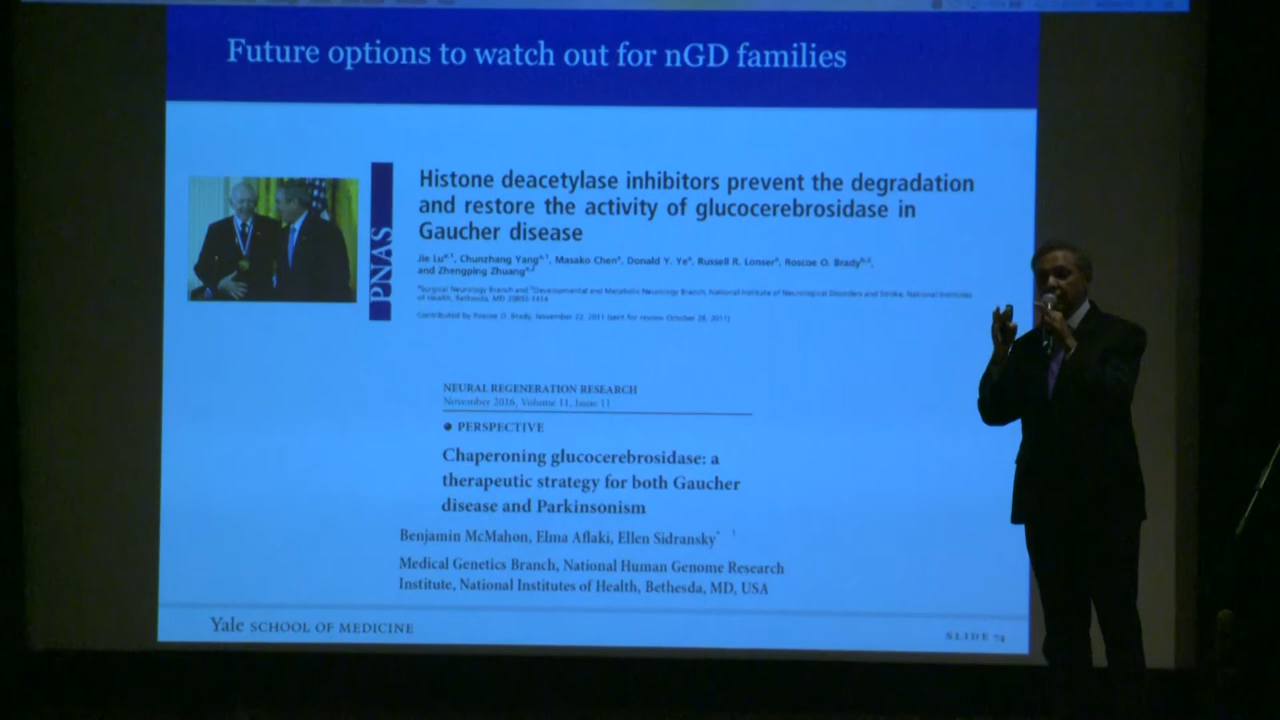 Future options to watch out for nGD families
PNAS
Histone deacetylase inhibitors prevent the degradation
and restore the activity of glucocerebrosidase in
Gaucher disease
Jie Lu, Chunzhang Yang, Masako Chen, Donald Y. Ye, Russell R. Lonser, Roscoe O. Brady,
and Zhengping Zhuang
Surgical Neurology Branch and Developmental and Metabolic Neurology Branch, National Institute of Neurological Disorders and Stroke, National Institutes
of Health, Bethesda, MD 20892-1414
Contributed by Roscoe O. Brady, November 22, 2011 (sent for review October 28, 2011)
NEURAL REGENERATION RESEARCH
November 2016, Volume 11, Issue 11
● PERSPECTIVE
Chaperoning glucocerebrosidase: a
therapeutic strategy for both Gaucher
disease and Parkinsonism
Benjamin McMahon, Elma Aflaki, Ellen Sidransky*
Medical Genetics Branch, National Human Genome Research
Institute, National Institutes of Health, Bethesda, MD, USA
Yale SCHOOL OF MEDICINE
SLIDE 74